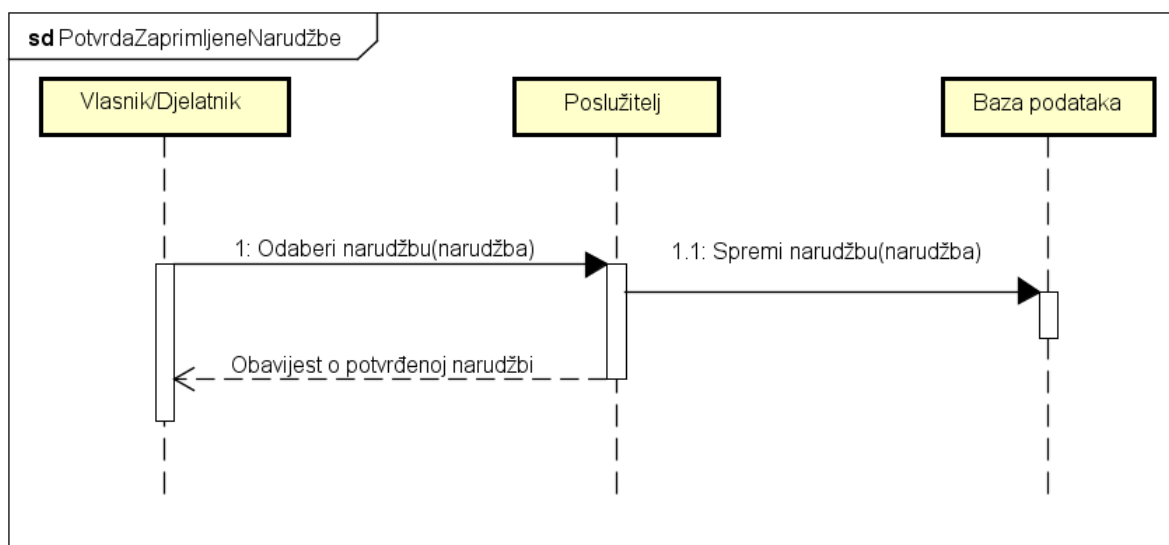 sd PotvrdaZaprimljeneNarudžbe
Vlasnik/Djelatnik
Poslužitelj
Baza podataka
1: Odaberi narudžbu(narudžba)
1.1: Spremi narudžbu(narudžba)
Obavijest o potvrđenoj narudžbi